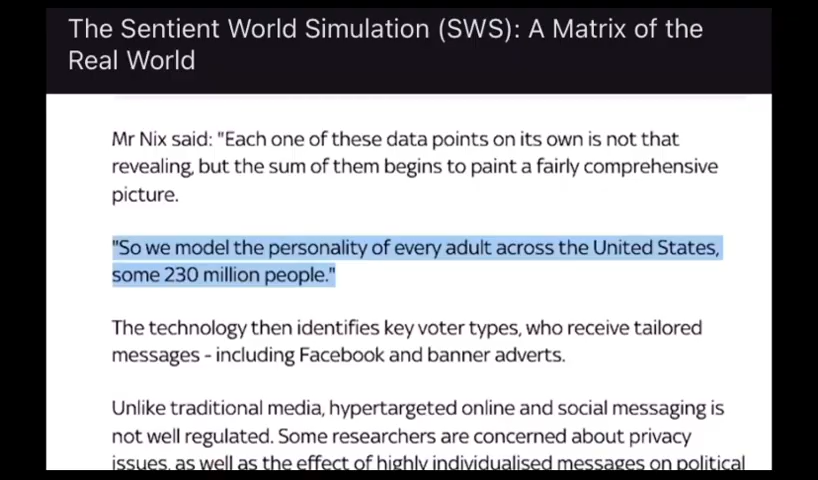 The Sentient World Simulation (SWS): A Matrix of the
Real World
Mr Nix said: "Each one of these data points on its own is not that
revealing, but the sum of them begins to paint a fairly comprehensive
picture.
"So we model the personality of every adult across the United States,
some 230 million people."
The technology then identifies key voter types, who receive tailored
messages - including Facebook and banner adverts.
Unlike traditional media, hypertargeted online and social messaging is
not well regulated. Some researchers are concerned about privacy
issues, as well as the effect of highly individualised messages on political